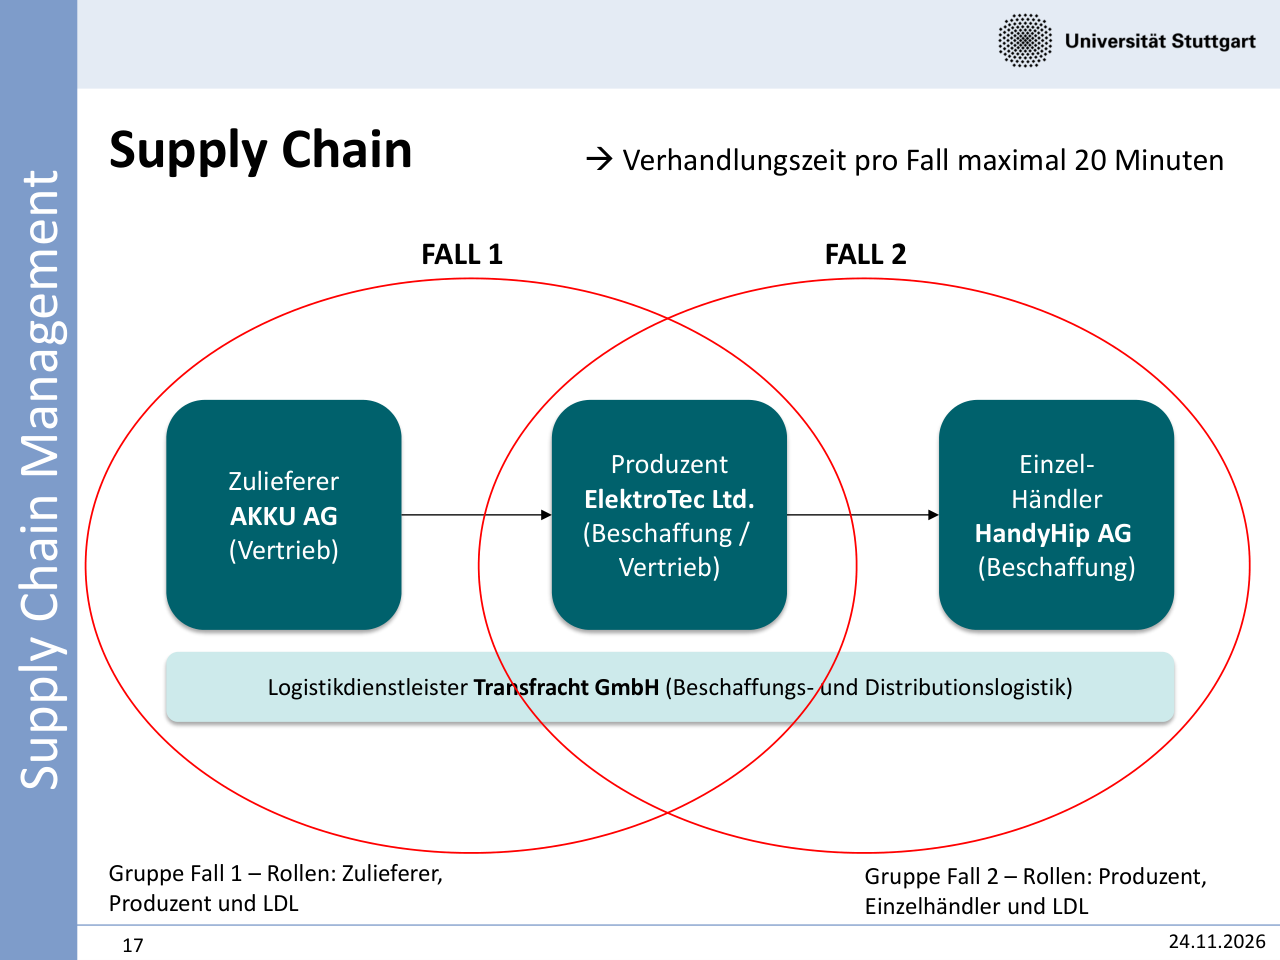 Universität Stuttgart
Supply Chain Management
Supply Chain
→ Verhandlungszeit pro Fall maximal 20 Minuten
FALL 1
FALL 2
Zulieferer
AKKU AG
(Vertrieb)
Produzent
ElektroTec Ltd.
(Beschaffung /
Vertrieb)
Einzel-
Händler
HandyHip AG
(Beschaffung)
Logistikdienstleister Transfracht GmbH (Beschaffungs- und Distributionslogistik)
Gruppe Fall 1 – Rollen: Zulieferer,
Produzent und LDL
Gruppe Fall 2 – Rollen: Produzent,
Einzelhändler und LDL
17
24.11.2026